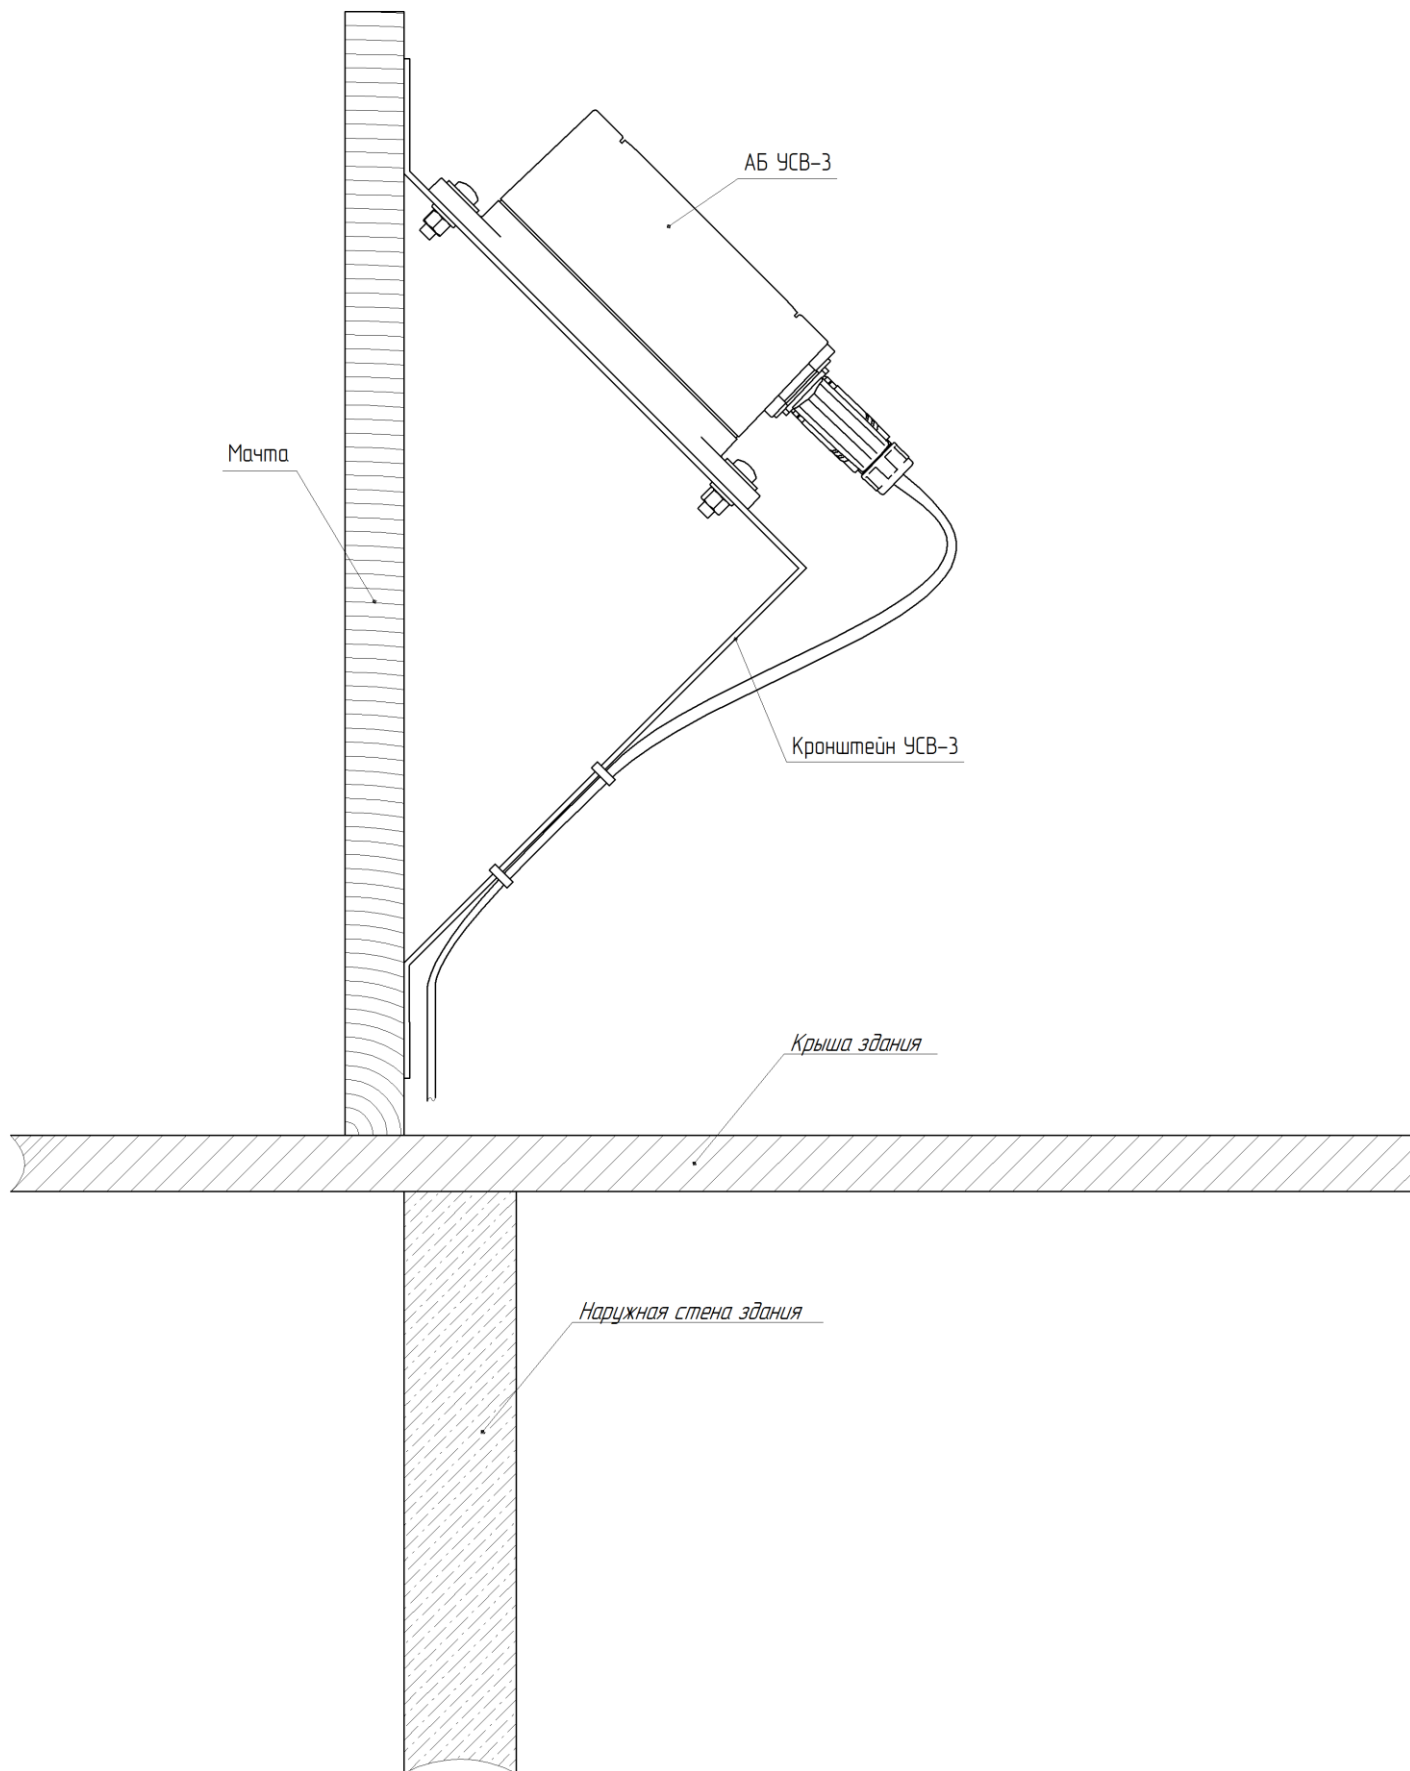 АБ УСВ-3
Мачта
Кронштейн УСВ-3
Крыша здания
Наружная стена здания